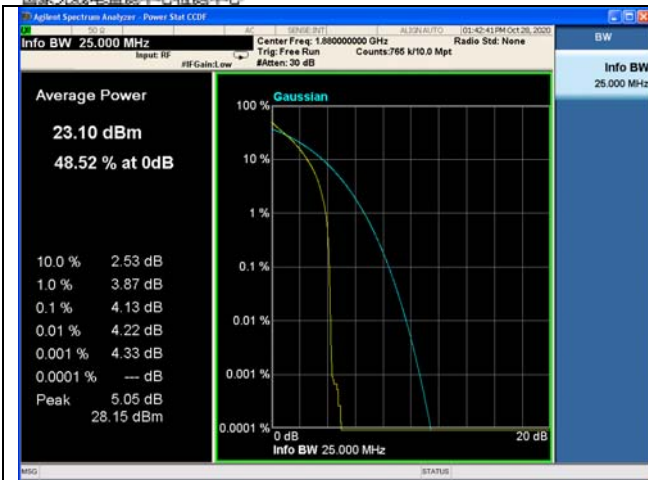 Agilent Spectrum Analyzer - Power Stat CCDF
50 Ω AC SENSE:INT ALIGN AUTO 01:42:41 PM Oct 28, 2020
Info BW 25.000 MHz
Center Freq: 1.880000000 GHz
Radio Std: None
Input: RF
Trig: Free Run
Counts:765 k/10.0 Mpt
#IFGain:Low
#Atten: 30 dB
BW
Info BW
25.000 MHz
Average Power
23.10 dBm
48.52 % at 0dB
10.0 % 2.53 dB
1.0 % 3.87 dB
0.1 % 4.13 dB
0.01 % 4.22 dB
0.001 % 4.33 dB
0.0001 % --- dB
Peak 5.05 dB
28.15 dBm
Gaussian
100 %
10 %
1 %
0.1 %
0.01 %
0.001 %
0.0001 %
0 dB 20 dB
Info BW 25.000 MHz
MSG STATUS